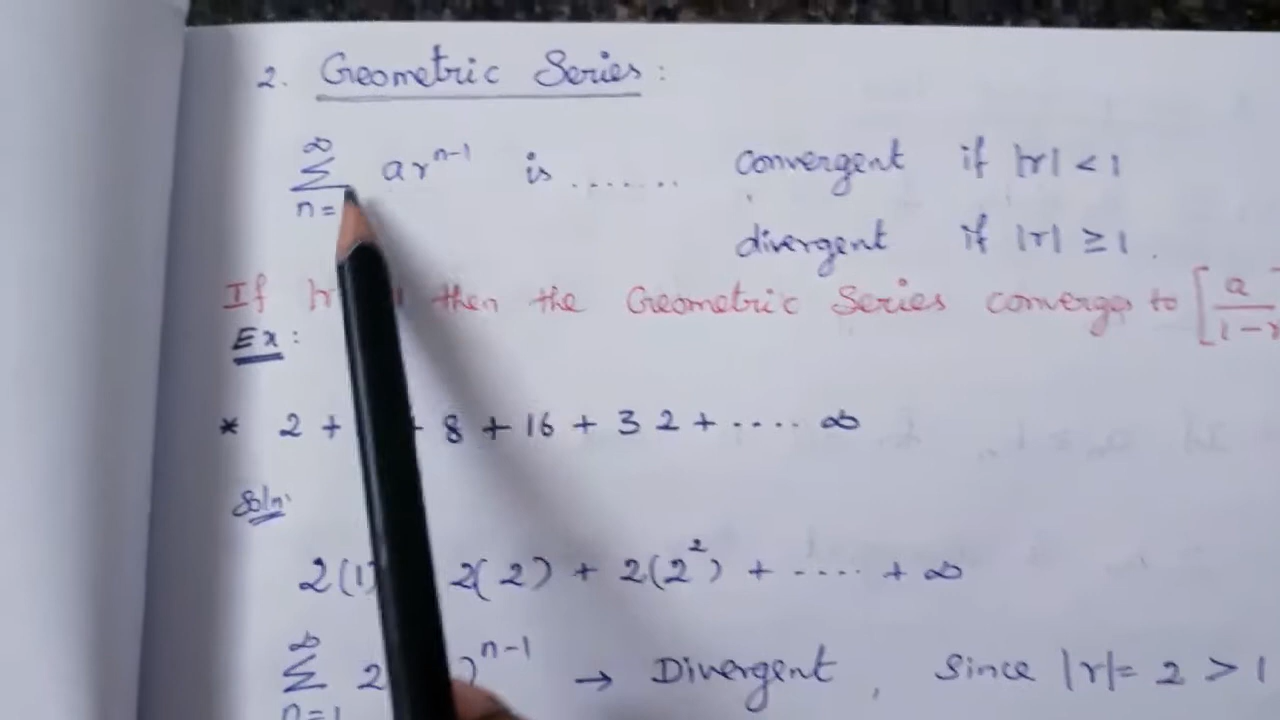 2. Geometric Series:
∞
∑ ar^(n-1) is ....... convergent if |r| < 1
n=
divergent if |r| ≥ 1.
If then the Geometric Series converges to [a/1-
Ex:
* 2 + + 8 + 16 + 32 + .... ∞
Soln:
2(1) 2(2) + 2(2²) + .... + ∞
∞
∑ 2 )^(n-1) → Divergent, Since |r| = 2 > 1
n=1